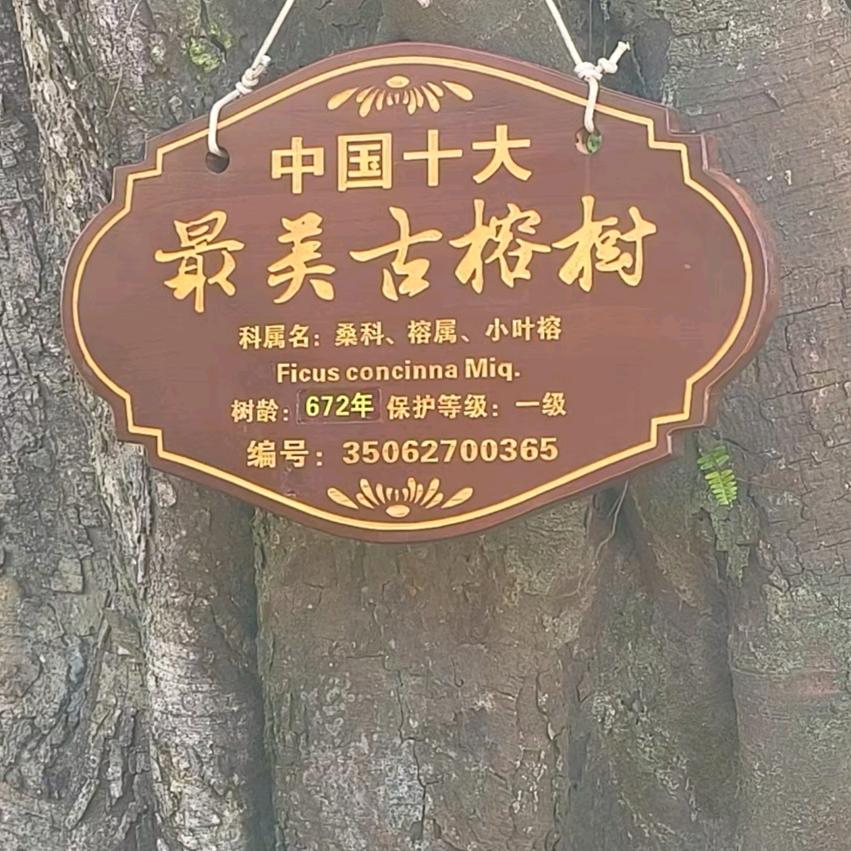 中国十大
最美古榕树
科属名：桑科、榕属、小叶榕
Ficus concinna Miq.
树龄：672年 保护等级：一级
编号：35062700365